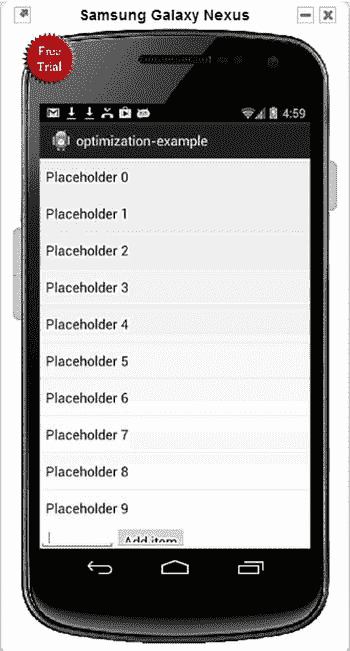 Samsung Galaxy Nexus
Free
Trial
4:59
optimization-example
Placeholder 0
Placeholder 1
Placeholder 2
Placeholder 3
Placeholder 4
Placeholder 5
Placeholder 6
Placeholder 7
Placeholder 8
Placeholder 9
Add item